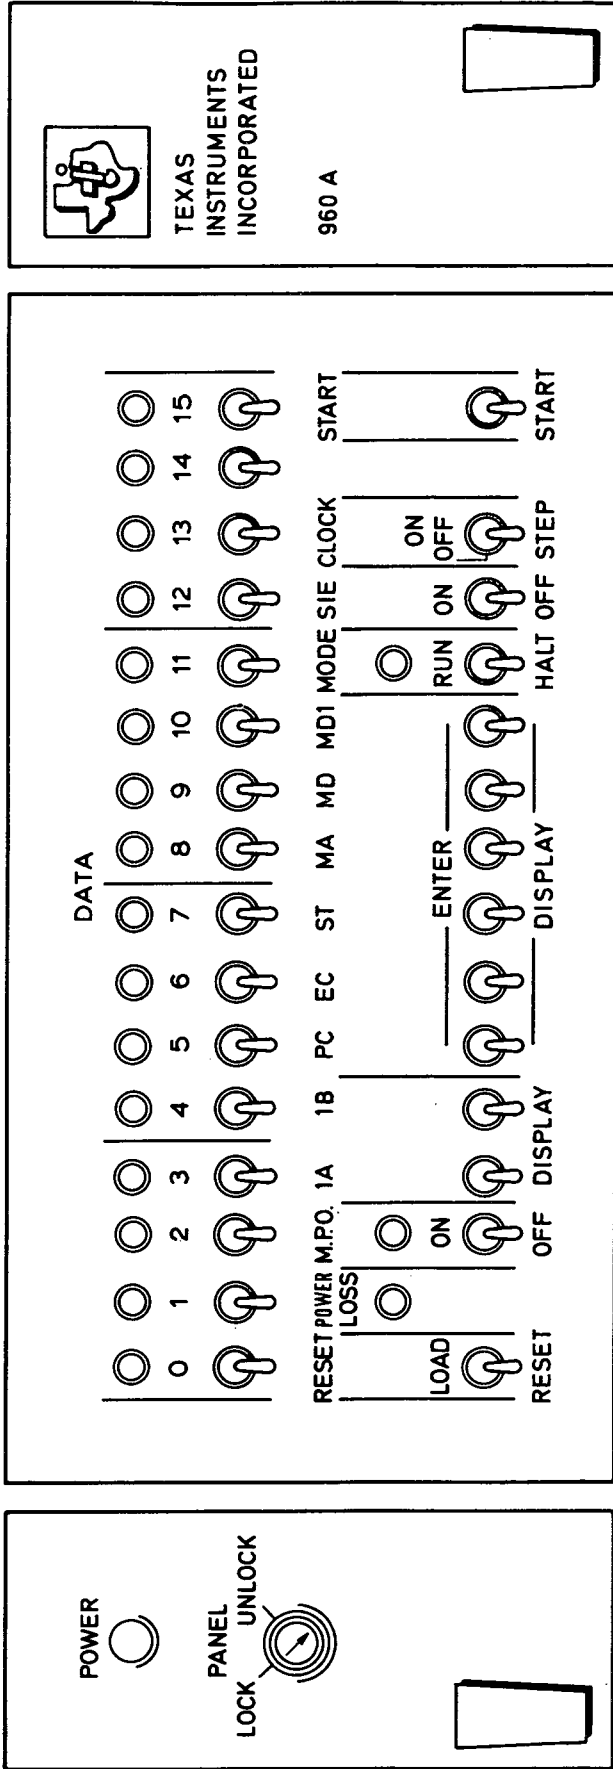 POWER
PANEL
LOCK UNLOCK
DATA
0 1 2 3 4 5 6 7 8 9 10 11 12 13 14 15
RESET POWER LOSS M.P.O. 1A 1B PC EC ST MA MD MD1 MODE SIE CLOCK START
LOAD ON ENTER RUN ON ON OFF
RESET OFF DISPLAY DISPLAY HALT OFF STEP START
TEXAS
INSTRUMENTS
INCORPORATED
960 A